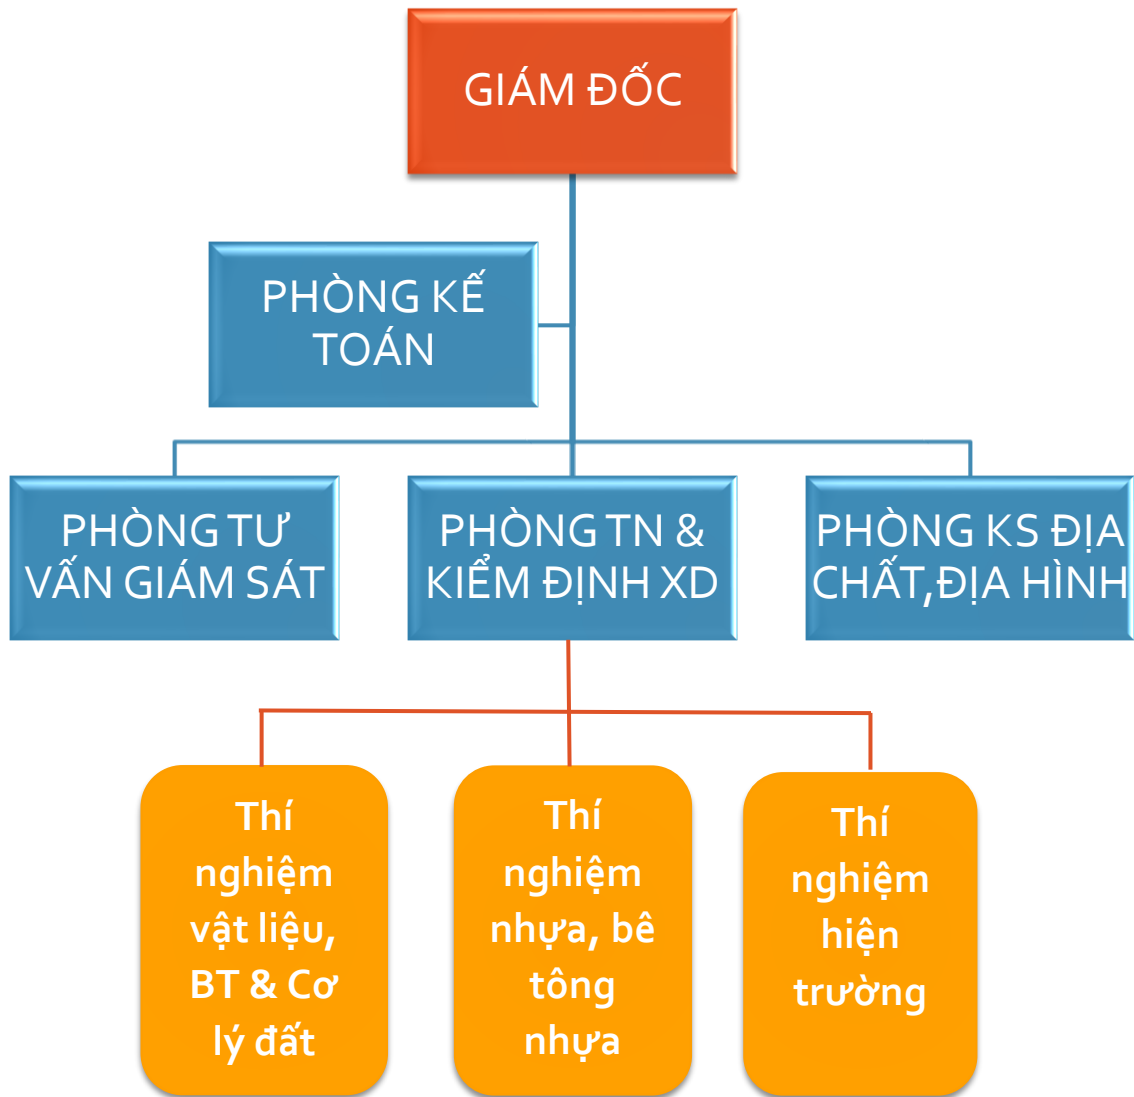 GIÁM ĐỐC
PHÒNG KẾ
TOÁN
PHÒNG TƯ
VẤN GIÁM SÁT
PHÒNG TN &
KIỂM ĐỊNH XD
PHÒNG KS ĐỊA
CHẤT,ĐỊA HÌNH
Thí
nghiệm
vật liệu,
BT & Cơ
lý đất
Thí
nghiệm
nhựa, bê
tông
nhựa
Thí
nghiệm
hiện
trường